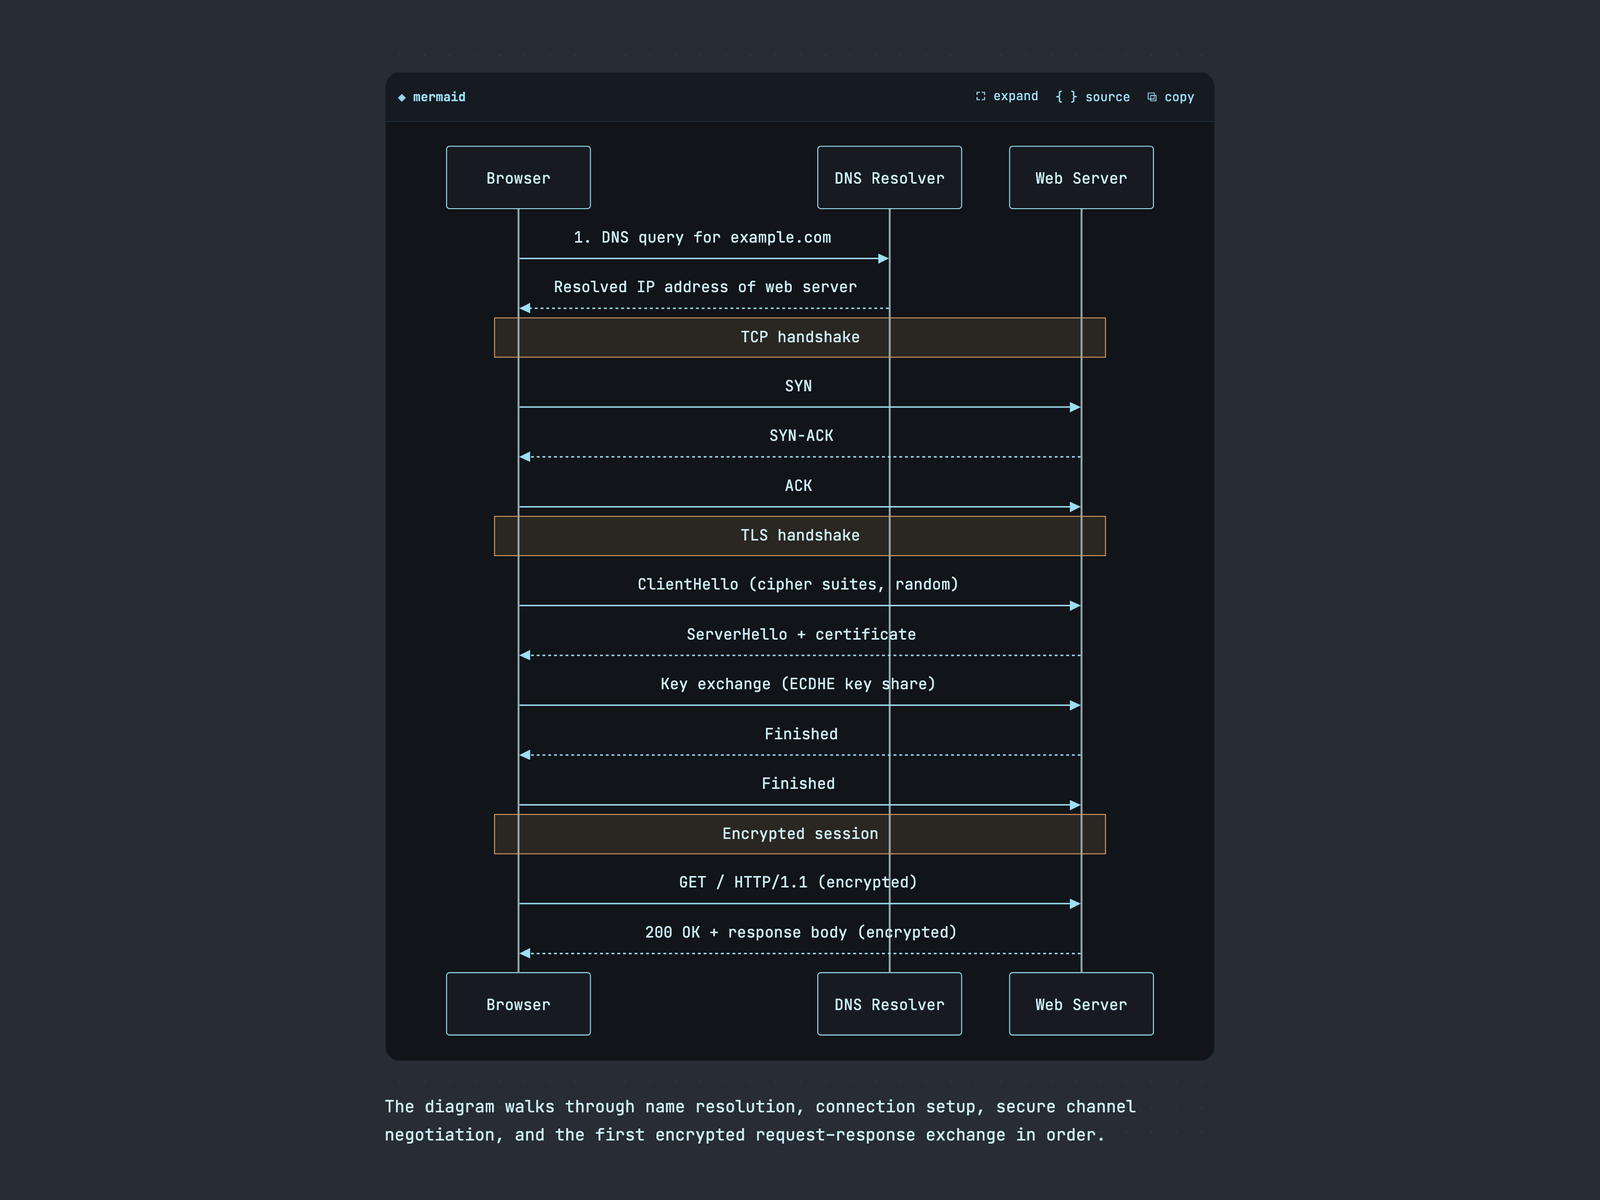 ◆ mermaid
expand { } source copy
Browser DNS Resolver Web Server
1. DNS query for example.com
Resolved IP address of web server
TCP handshake
SYN
SYN-ACK
ACK
TLS handshake
ClientHello (cipher suites, random)
ServerHello + certificate
Key exchange (ECDHE key share)
Finished
Finished
Encrypted session
GET / HTTP/1.1 (encrypted)
200 OK + response body (encrypted)
Browser DNS Resolver Web Server
The diagram walks through name resolution, connection setup, secure channel
negotiation, and the first encrypted request-response exchange in order.